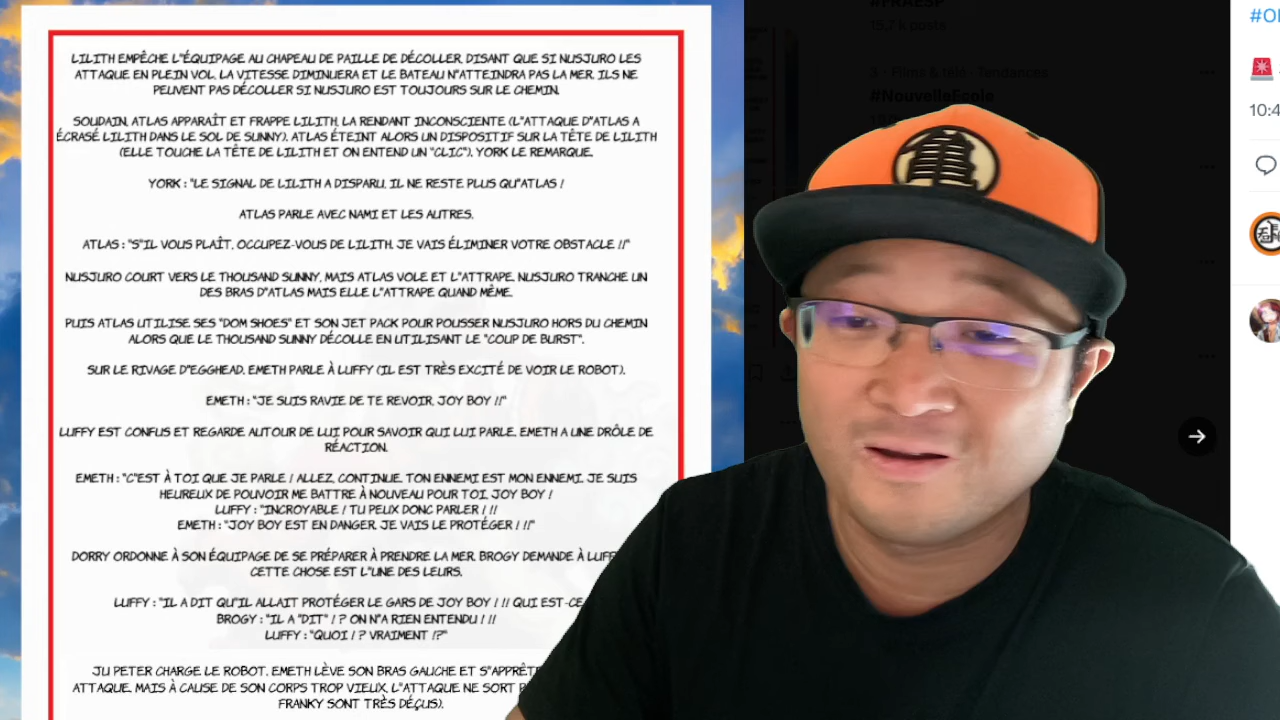 LILITH EMPÊCHE L"ÉQUIPAGE AU CHAPEAU DE PAILLE DE DÉCOLLER, DISANT QUE SI NUSJURO LES
ATTAQUE EN PLEIN VOL, LA VITESSE DIMINUERA ET LE BATEAU N"ATTEINDRA PAS LA MER. ILS NE
PEUVENT PAS DÉCOLLER SI NUSJURO EST TOUJOURS SUR LE CHEMIN.
SOUDAIN, ATLAS APPARAÎT ET FRAPPE LILITH, LA RENDANT INCONSCIENTE (L"ATTAQUE D"ATLAS A
ÉCRASÉ LILITH DANS LE SOL DE SUNNY). ATLAS ÉTEINT ALORS UN DISPOSITIF SUR LA TÊTE DE LILITH
(ELLE TOUCHE LA TÊTE DE LILITH ET ON ENTEND UN "CLIC"). YORK LE REMARQUE.
YORK : "LE SIGNAL DE LILITH A DISPARU. IL NE RESTE PLUS QU"ATLAS !
ATLAS PARLE AVEC NAMI ET LES AUTRES.
ATLAS : "S"IL VOUS PLAÎT, OCCUPEZ-VOUS DE LILITH. JE VAIS ÉLIMINER VOTRE OBSTACLE !!"
NUSJURO COURT VERS LE THOUSAND SUNNY, MAIS ATLAS VOLE ET L"ATTRAPE. NUSJURO TRANCHE UN
DES BRAS D"ATLAS MAIS ELLE L"ATTRAPE QUAND MÊME.
PUIS ATLAS UTILISE SES "DOM SHOES" ET SON JET PACK POUR POUSSER NUSJURO HORS DU CHEMIN
ALORS QUE LE THOUSAND SUNNY DÉCOLLE EN UTILISANT LE "COUP DE BURST".
SUR LE RIVAGE D"EGGHEAD, EMETH PARLE À LUFFY (IL EST TRÈS EXCITÉ DE VOIR LE ROBOT).
EMETH : "JE SUIS RAVIE DE TE REVOIR, JOY BOY !!"
LUFFY EST CONFUS ET REGARDE AUTOUR DE LUI POUR SAVOIR QUI LUI PARLE. EMETH A UNE DRÔLE DE
RÉACTION.
EMETH : "C"EST À TOI QUE JE PARLE ! ALLEZ, CONTINUE. TON ENNEMI EST MON ENNEMI. JE SUIS
HEUREUX DE POUVOIR ME BATTRE À NOUVEAU POUR TOI, JOY BOY !
LUFFY : "INCROYABLE ! TU PEUX DONC PARLER ! !!
EMETH : "JOY BOY EST EN DANGER. JE VAIS LE PROTÉGER ! !!"
DORRY ORDONNE À SON ÉQUIPAGE DE SE PRÉPARER À PRENDRE LA MER. BROGY DEMANDE À
CETTE CHOSE EST L"UNE DES LEURS.
LUFFY : "IL A DIT QU"IL ALLAIT PROTÉGER LE GARS DE JOY BOY ! !! QUI EST-CE
BROGY : "IL A "DIT" ! ? ON N"A RIEN ENTENDU ! !!
LUFFY : "QUOI ! ? VRAIMENT !?"
JU PETER CHARGE LE ROBOT. EMETH LÈVE SON BRAS GAUCHE ET
ATTAQUE, MAIS À CAUSE DE SON CORPS TROP VIEUX, L"ATTAQUE NE SORT
FRANKY SONT TRÈS DÉÇUS).
#FRAESP
15,7 k posts
3 · Films & télé · Tendances
#NouvelleEcole
亀
10:4